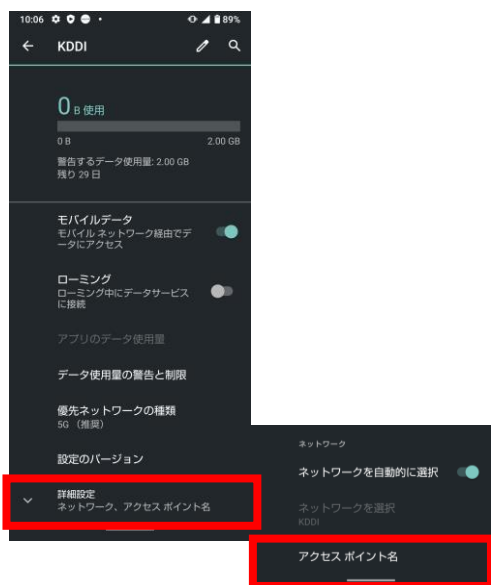 10:06
89%
KDDI
0 B 使用
0 B
2.00 GB
警告するデータ使用量: 2.00 GB
残り 29 日
モバイルデータ
モバイル ネットワーク経由でデ
ータにアクセス
ローミング
ローミング中にデータサービス
に接続
アプリのデータ使用量
データ使用量の警告と制限
優先ネットワークの種類
5G （推奨）
設定のバージョン
詳細設定
ネットワーク、アクセス ポイント名
ネットワーク
ネットワークを自動的に選択
ネットワークを選択
KDDI
アクセス ポイント名